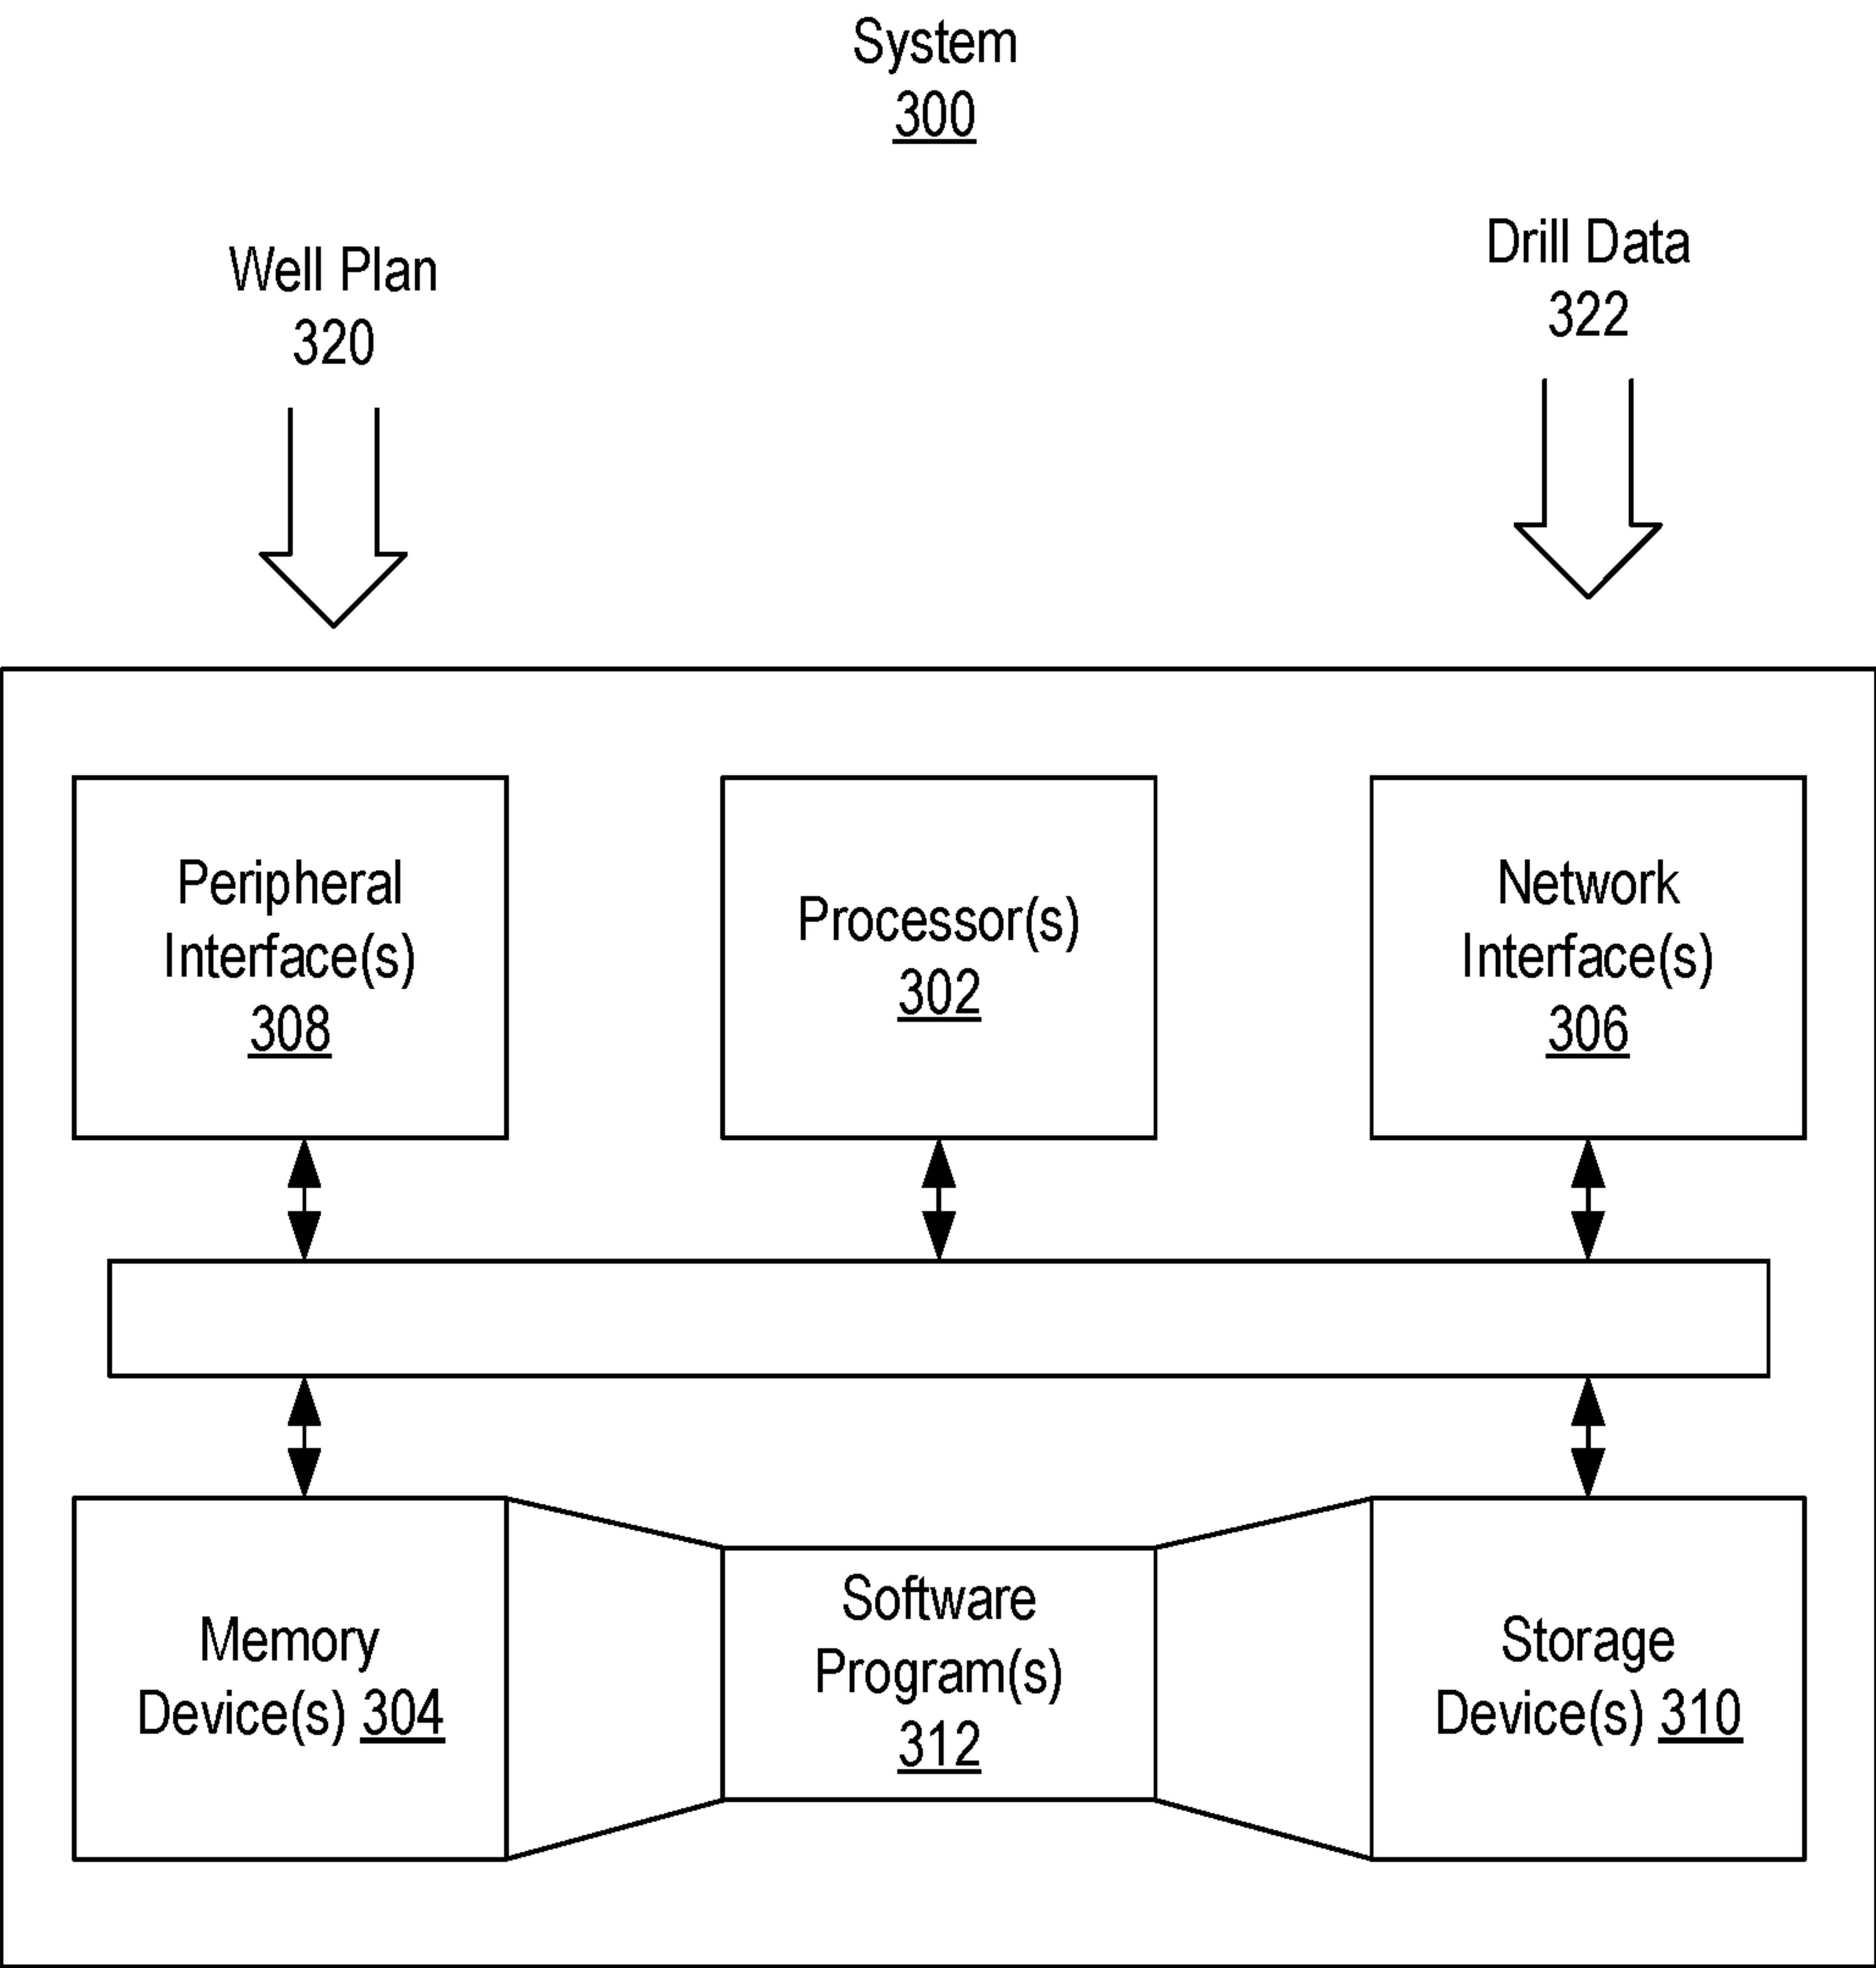 System
300
Well Plan
320
Drill Data
322
Peripheral
Interface(s)
308
Processor(s)
302
Network
Interface(s)
306
Memory
Device(s) 304
Software
Program(s)
312
Storage
Device(s) 310